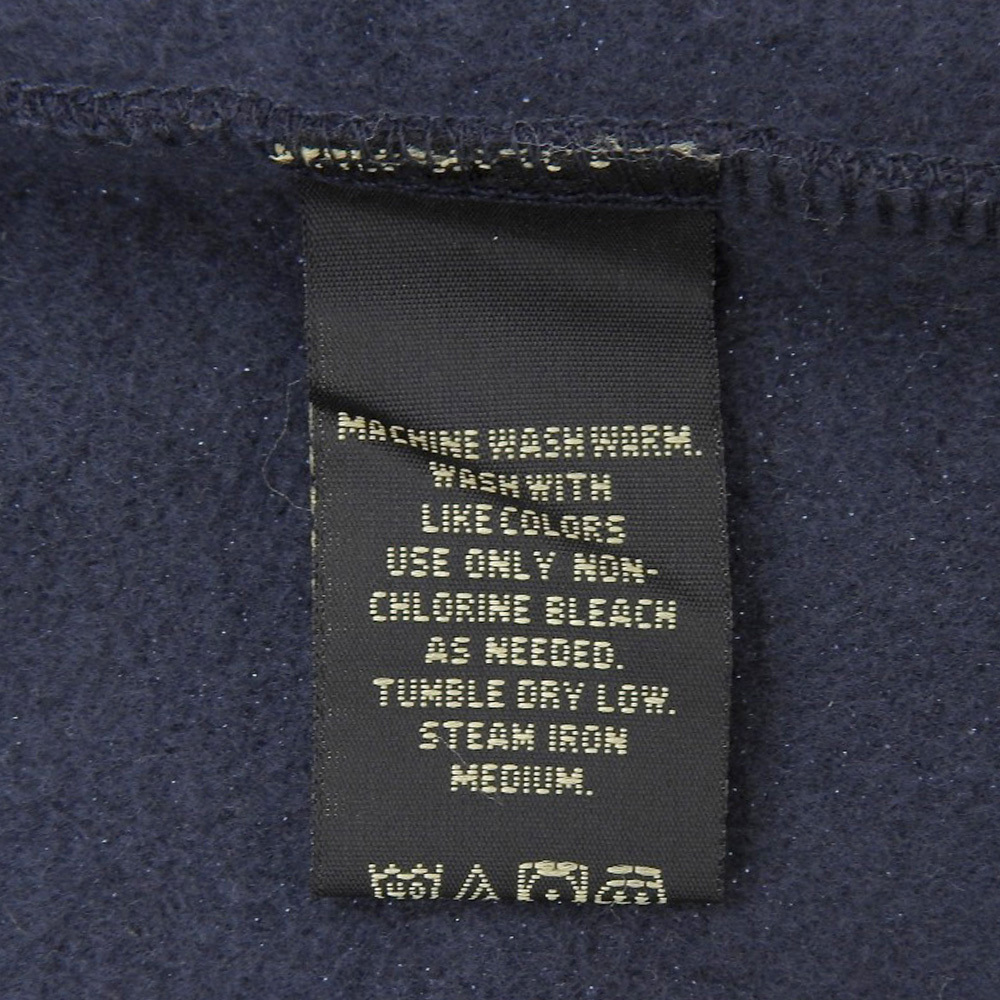 MACHINE WASH WARM.
WASH WITH
LIKE COLORS
USE ONLY NON-
CHLORINE BLEACH
AS NEEDED.
TUMBLE DRY LOW.
STEAM IRON
MEDIUM.
40